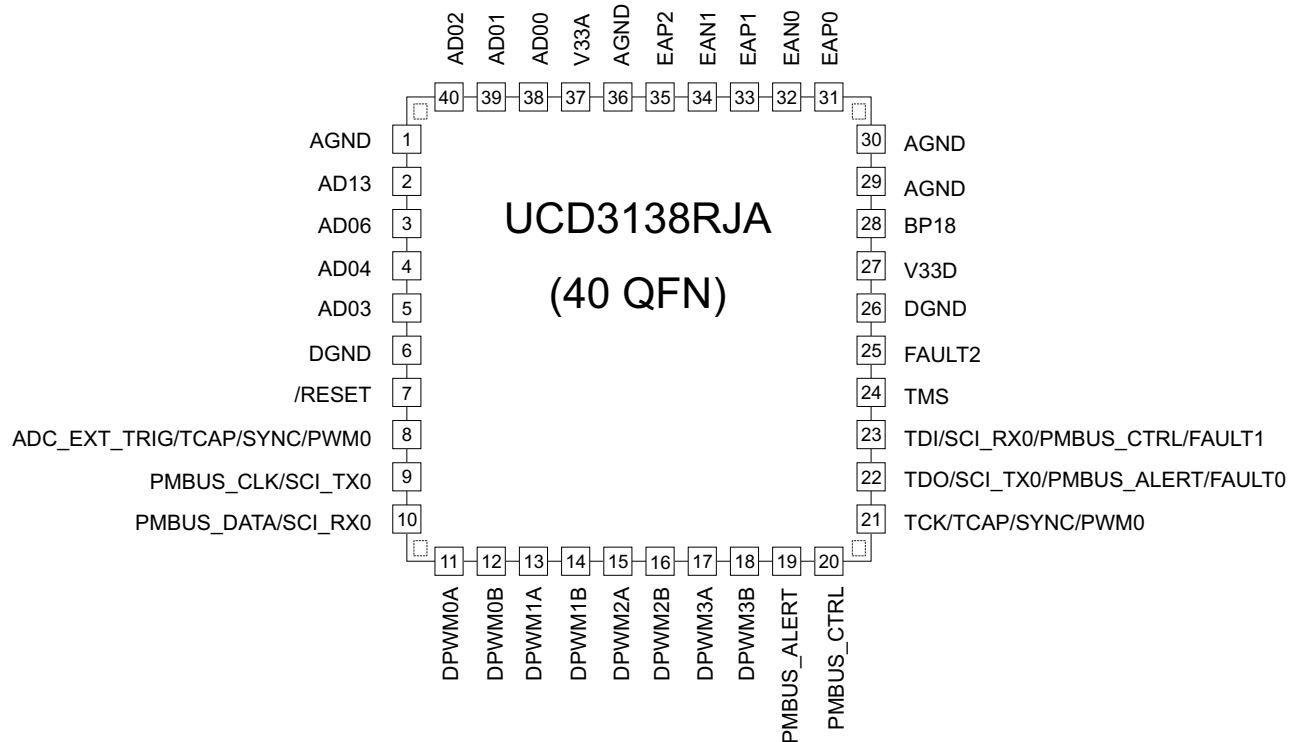 AD02
AD01
AD00
V33A
AGND
EAP2
EAN1
EAP1
EAN0
EAP0
40
39
38
37
36
35
34
33
32
31
AGND 1
AD13 2
AD06 3
AD04 4
AD03 5
DGND 6
/RESET 7
ADC_EXT_TRIG/TCAP/SYNC/PWM0 8
PMBUS_CLK/SCI_TX0 9
PMBUS_DATA/SCI_RX0 10
UCD3138RJA
(40 QFN)
30 AGND
29 AGND
28 BP18
27 V33D
26 DGND
25 FAULT2
24 TMS
23 TDI/SCI_RX0/PMBUS_CTRL/FAULT1
22 TDO/SCI_TX0/PMBUS_ALERT/FAULT0
21 TCK/TCAP/SYNC/PWM0
11
12
13
14
15
16
17
18
19
20
DPWM0A
DPWM0B
DPWM1A
DPWM1B
DPWM2A
DPWM2B
DPWM3A
DPWM3B
PMBUS_ALERT
PMBUS_CTRL